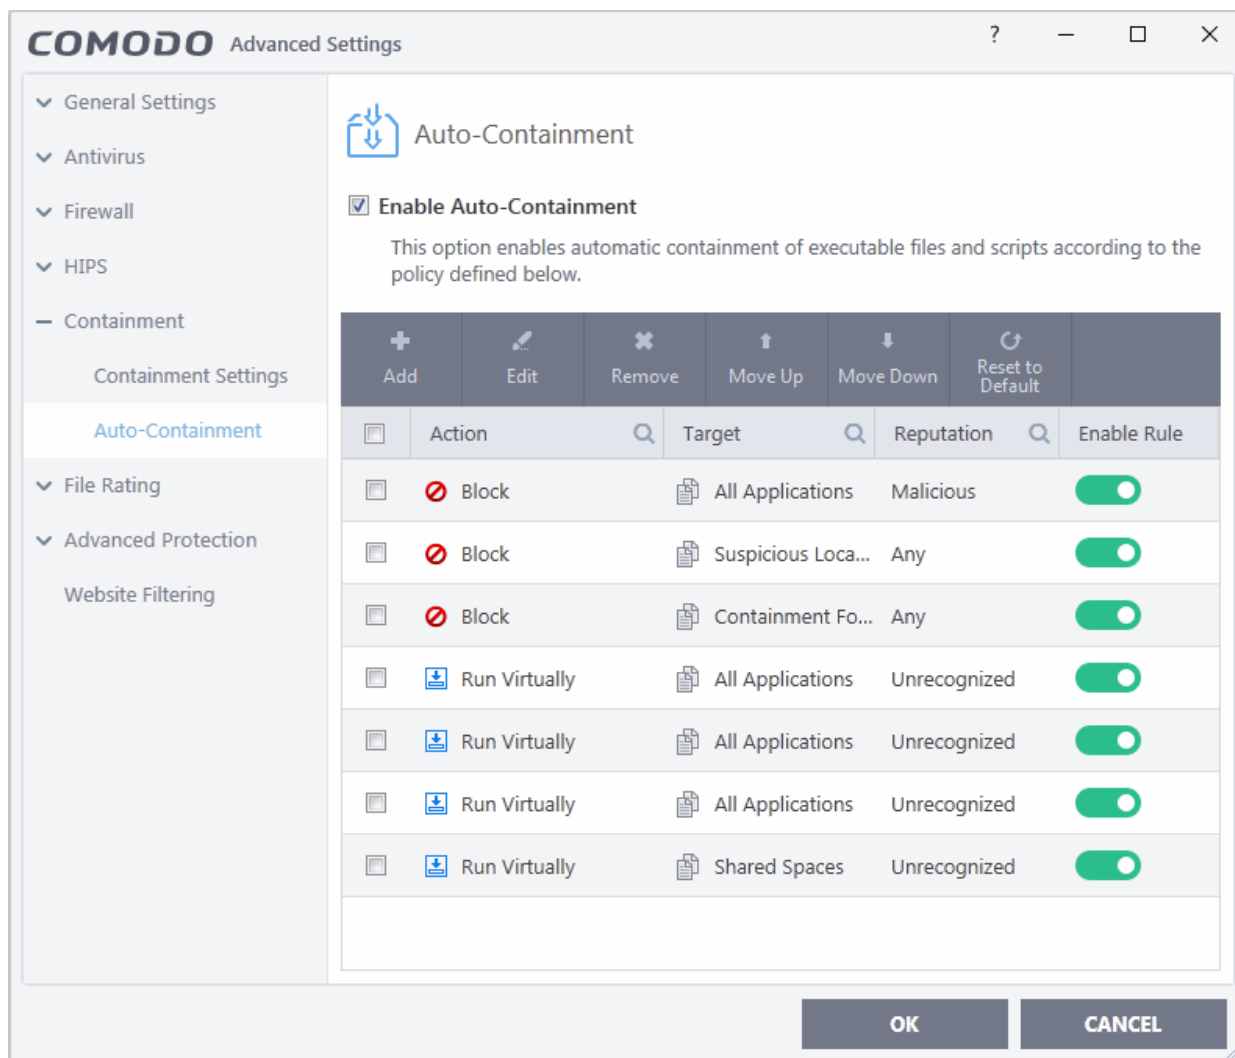 COMODO Advanced Settings ?
General Settings
Antivirus
Firewall
HIPS
Containment
Containment Settings
Auto-Containment
File Rating
Advanced Protection
Website Filtering
Auto-Containment
Enable Auto-Containment
This option enables automatic containment of executable files and scripts according to the
policy defined below.
Add Edit Remove Move Up Move Down Reset to
Default
Action Target Reputation Enable Rule
Block All Applications Malicious
Block Suspicious Loca... Any
Block Containment Fo... Any
Run Virtually All Applications Unrecognized
Run Virtually All Applications Unrecognized
Run Virtually All Applications Unrecognized
Run Virtually Shared Spaces Unrecognized
OK CANCEL